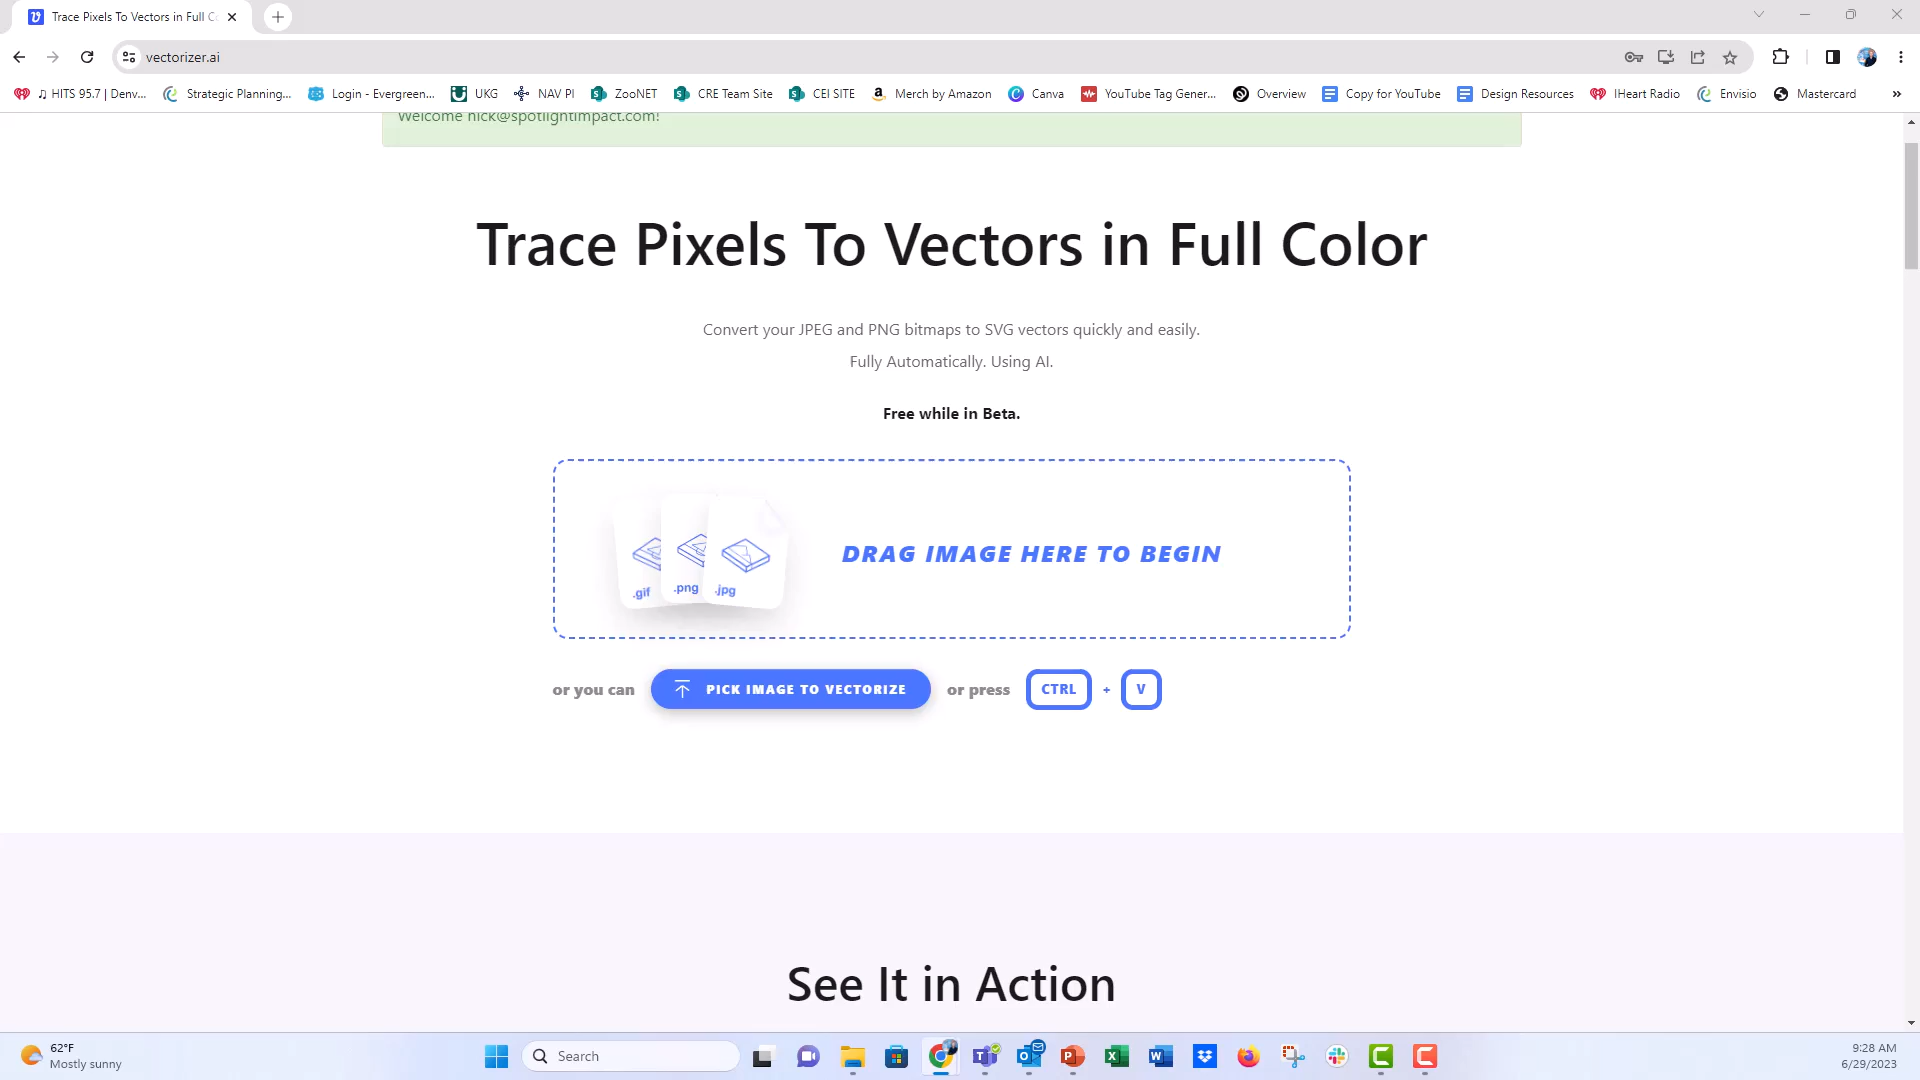 Trace Pixels To Vectors in Full C
vectorizer.ai
♫ HITS 95.7 | Denv...
Strategic Planning...
Login - Evergreen...
UKG
NAV PI
ZooNET
CRE Team Site
CEI SITE
Merch by Amazon
Canva
YouTube Tag Gener...
Overview
Copy for YouTube
Design Resources
IHeart Radio
Envisio
Mastercard
»
Welcome nick@spotlightimpact.com!
Trace Pixels To Vectors in Full Color
Convert your JPEG and PNG bitmaps to SVG vectors quickly and easily.
Fully Automatically. Using AI.
Free while in Beta.
.gif
.png
.jpg
DRAG IMAGE HERE TO BEGIN
or you can
PICK IMAGE TO VECTORIZE
or press
CTRL + V
See It in Action
62°F
Mostly sunny
Search
9:28 AM
6/29/2023